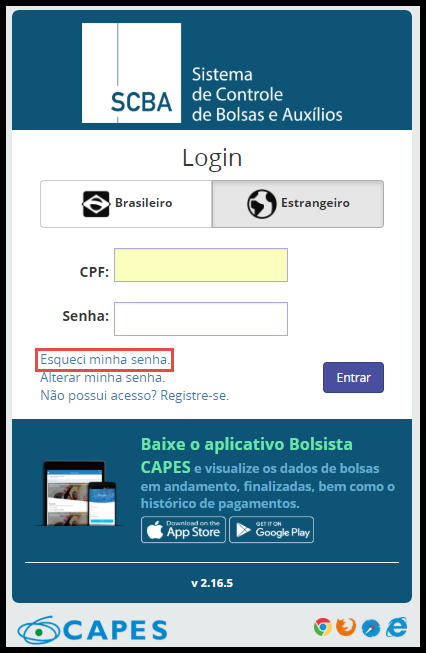 SCBA
Sistema
de Controle
de Bolsas e Auxílios
Login
Brasileiro
Estrangeiro
CPF:
Senha:
Esqueci minha senha.
Alterar minha senha.
Não possui acesso? Registre-se.
Entrar
Baixe o aplicativo Bolsista
CAPES e visualize os dados de bolsas
em andamento, finalizadas, bem como o
histórico de pagamentos.
Download on the
App Store
GET IT ON
Google Play
v 2.16.5
CAPES